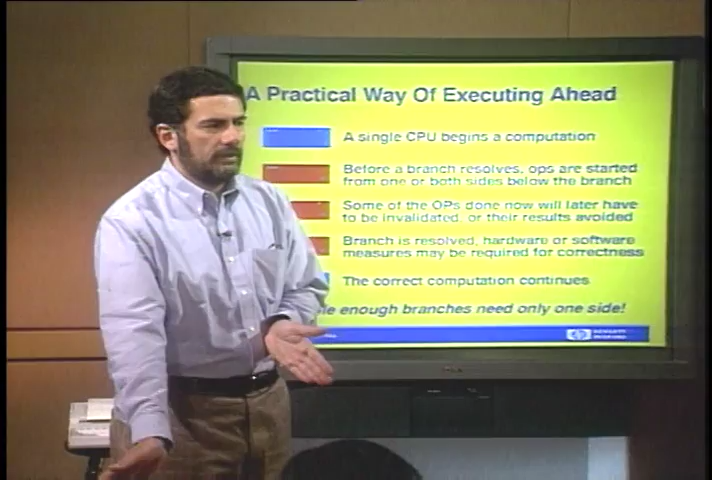 A Practical Way Of Executing Ahead
A single CPU begins a computation
Before a branch resolves, ops are started
from one or both sides below the branch
Some of the OPs done now will later have
to be invalidated, or their results avoided
Branch is resolved, hardware or software
measures may be required for correctness
The correct computation continues
enough branches need only one side!
hp HEWLETT
PACKARD